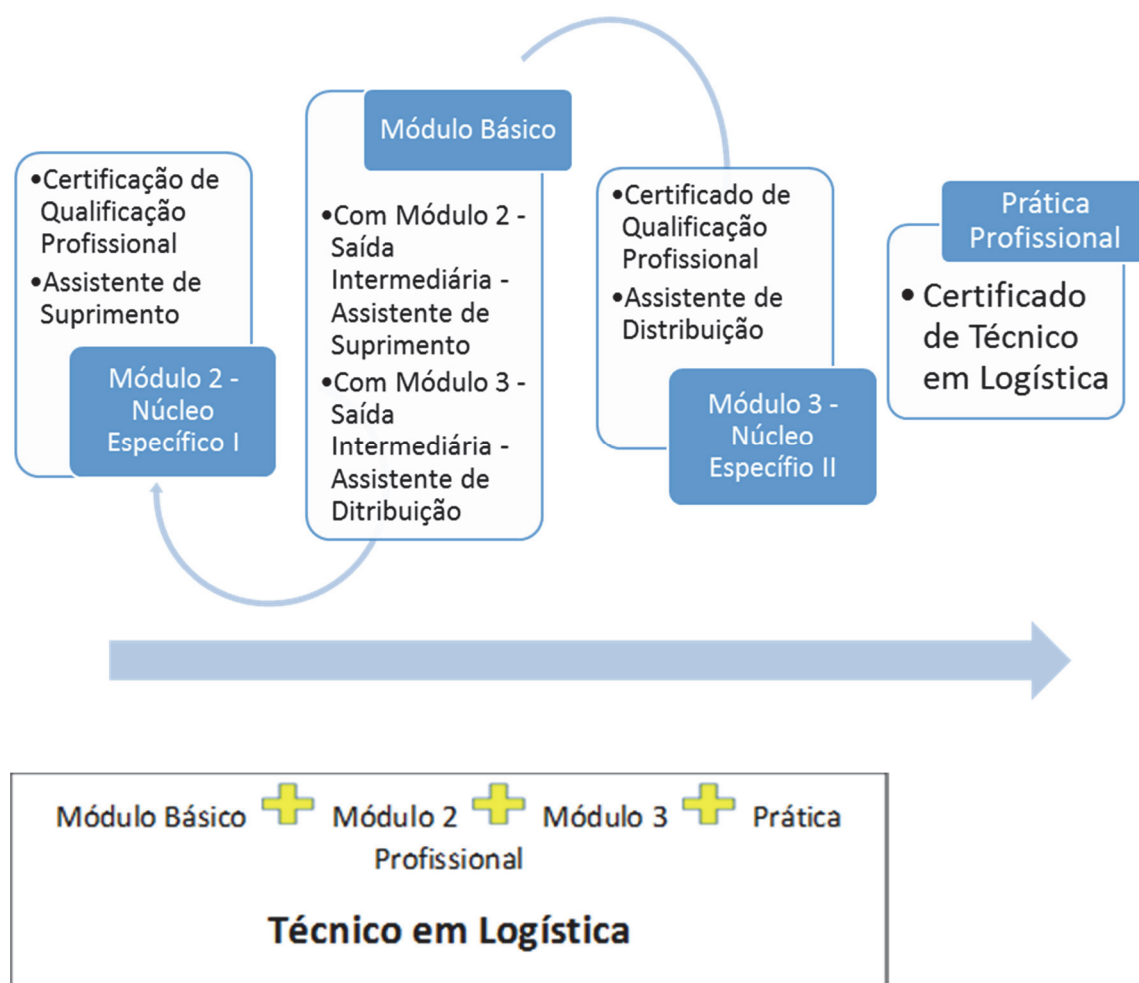 •Certificação de
Qualificação
Profissional
•Assistente de
Suprimento
Módulo 2 -
Núcleo
Específico I
Módulo Básico
•Com Módulo 2 -
Saída
Intermediária -
Assistente de
Suprimento
•Com Módulo 3 -
Saída
Intermediária -
Assistente de
Ditribuição
•Certificado de
Qualificação
Profissional
•Assistente de
Distribuição
Módulo 3 -
Núcleo
Específio II
Prática
Profissional
• Certificado
de Técnico
em Logística
Módulo Básico + Módulo 2 + Módulo 3 + Prática
Profissional
Técnico em Logística